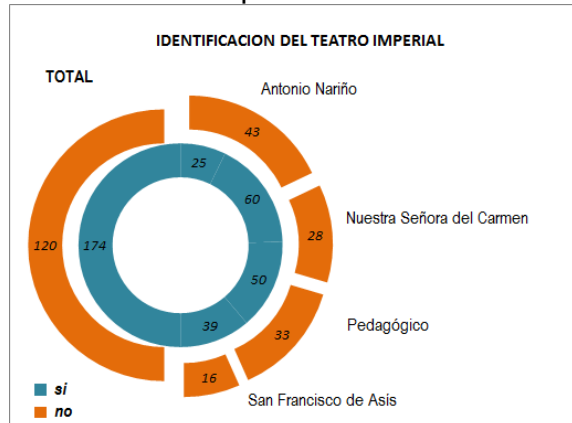 IDENTIFICACION DEL TEATRO IMPERIAL
TOTAL
Antonio Nariño
43
25
60
Nuestra Señora del Carmen
28
120
174
50
Pedagógico
33
39
16
San Francisco de Asis
si
no